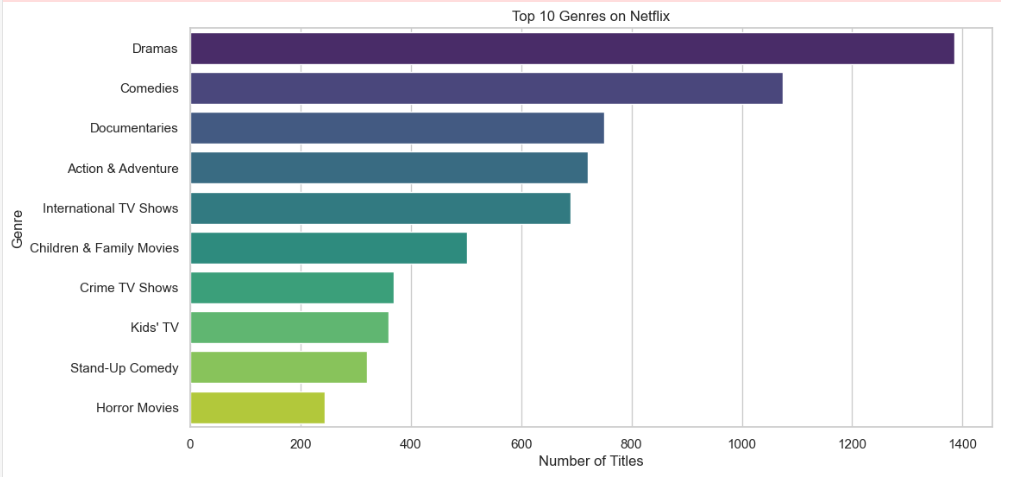 Top 10 Genres on Netflix
Genre
Dramas
Comedies
Documentaries
Action & Adventure
International TV Shows
Children & Family Movies
Crime TV Shows
Kids' TV
Stand-Up Comedy
Horror Movies
0 200 400 600 800 1000 1200 1400
Number of Titles